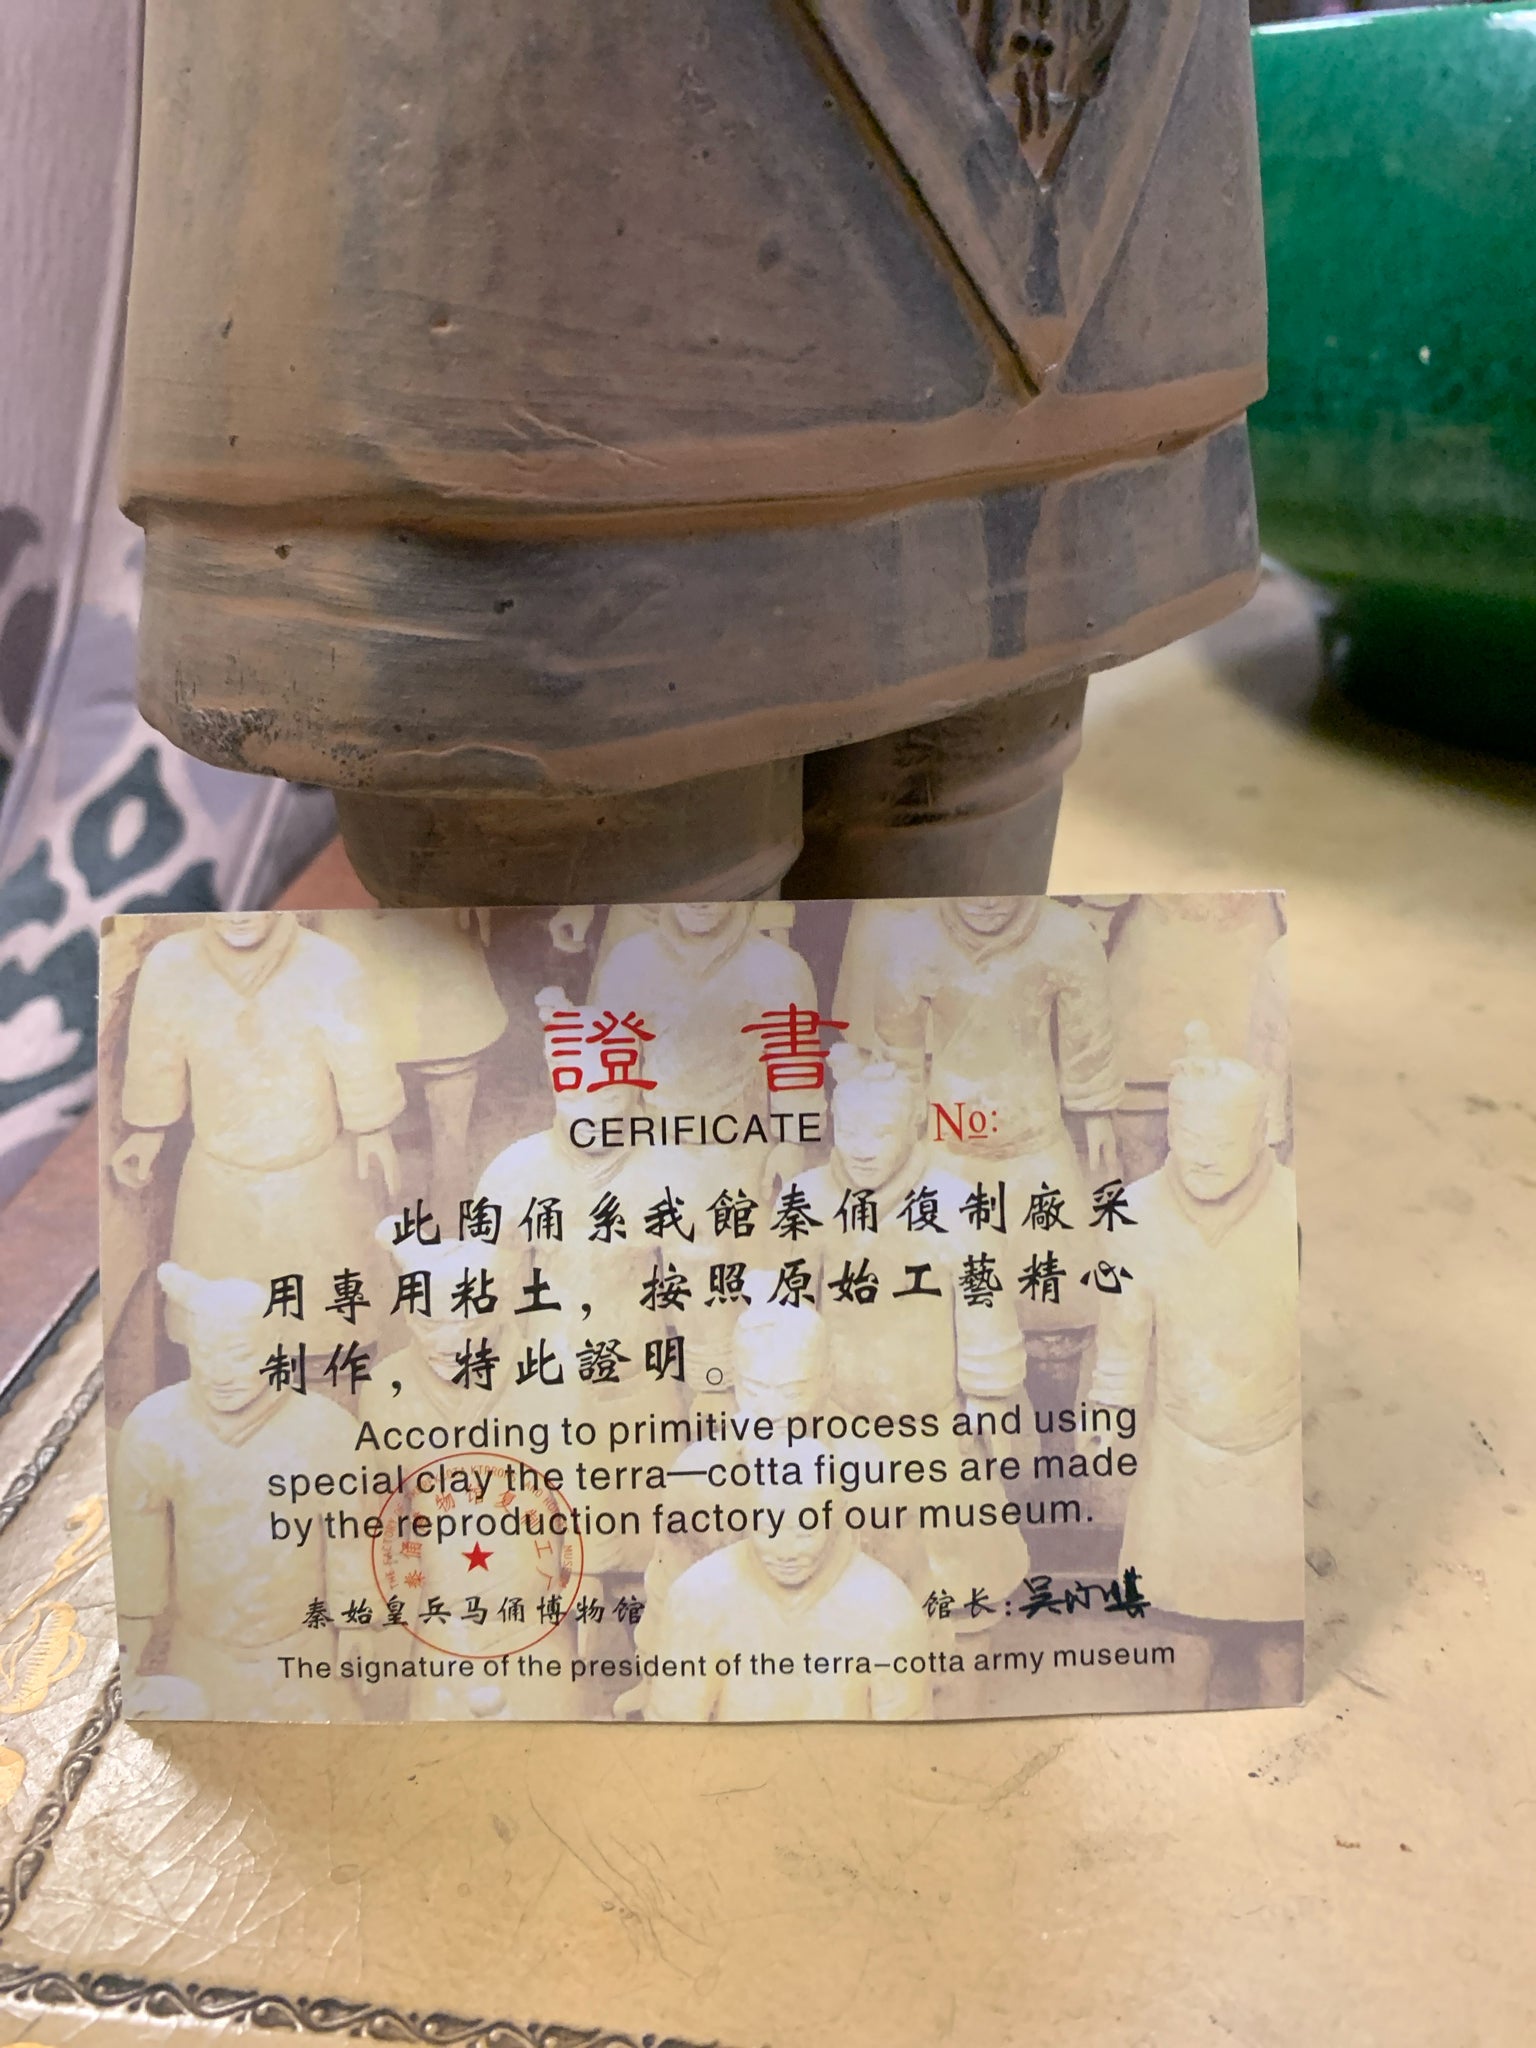 證 書
CERIFICATE No:
此陶俑系我館秦俑復制廠采
用專用粘土，按照原始工藝精心
制作，特此證明。
According to primitive process and using
special clay the terra—cotta figures are made
by the reproduction factory of our museum.
秦始皇兵马俑博物馆 馆长:
The signature of the president of the terra–cotta army museum